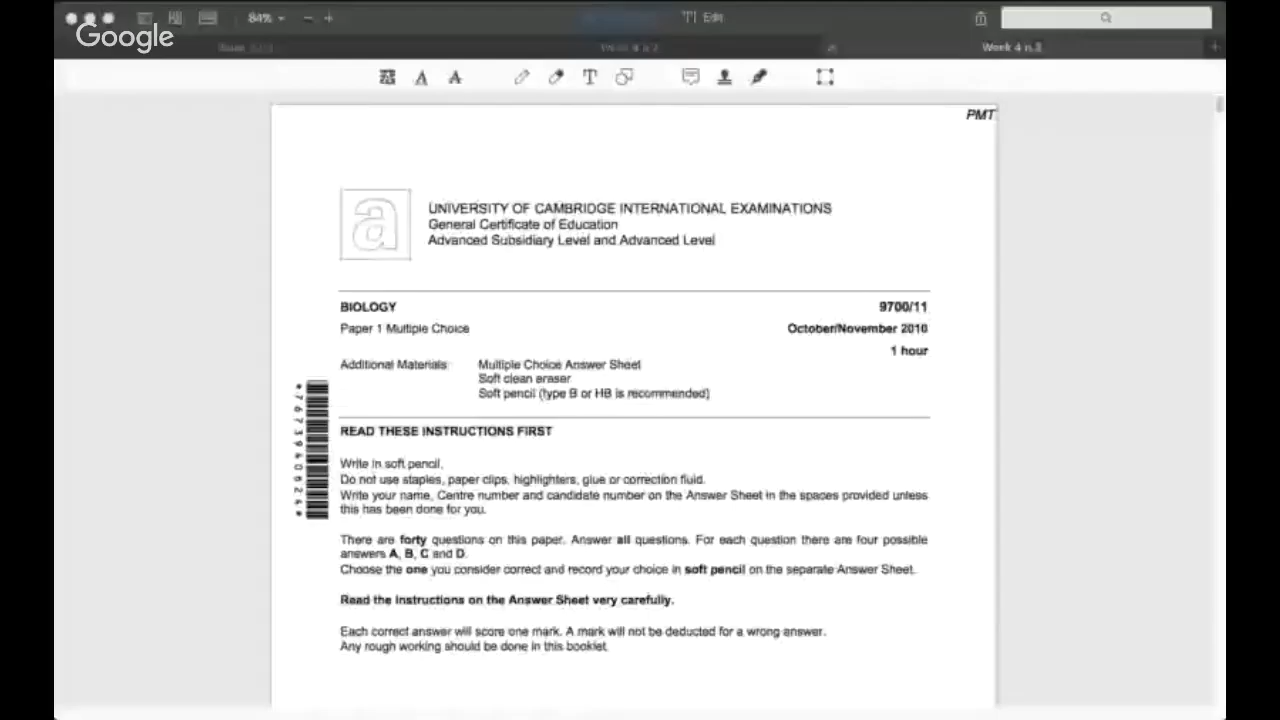 84%
Edit
Google
Week 4 n.3
PMT
a
UNIVERSITY OF CAMBRIDGE INTERNATIONAL EXAMINATIONS
General Certificate of Education
Advanced Subsidiary Level and Advanced Level
BIOLOGY 9700/11
Paper 1 Multiple Choice October/November 2010
1 hour
Additional Materials: Multiple Choice Answer Sheet
Soft clean eraser
Soft pencil (type B or HB is recommended)
READ THESE INSTRUCTIONS FIRST
Write in soft pencil.
Do not use staples, paper clips, highlighters, glue or correction fluid.
Write your name, Centre number and candidate number on the Answer Sheet in the spaces provided unless
this has been done for you.
There are forty questions on this paper. Answer all questions. For each question there are four possible
answers A, B, C and D.
Choose the one you consider correct and record your choice in soft pencil on the separate Answer Sheet.
Read the instructions on the Answer Sheet very carefully.
Each correct answer will score one mark. A mark will not be deducted for a wrong answer.
Any rough working should be done in this booklet.